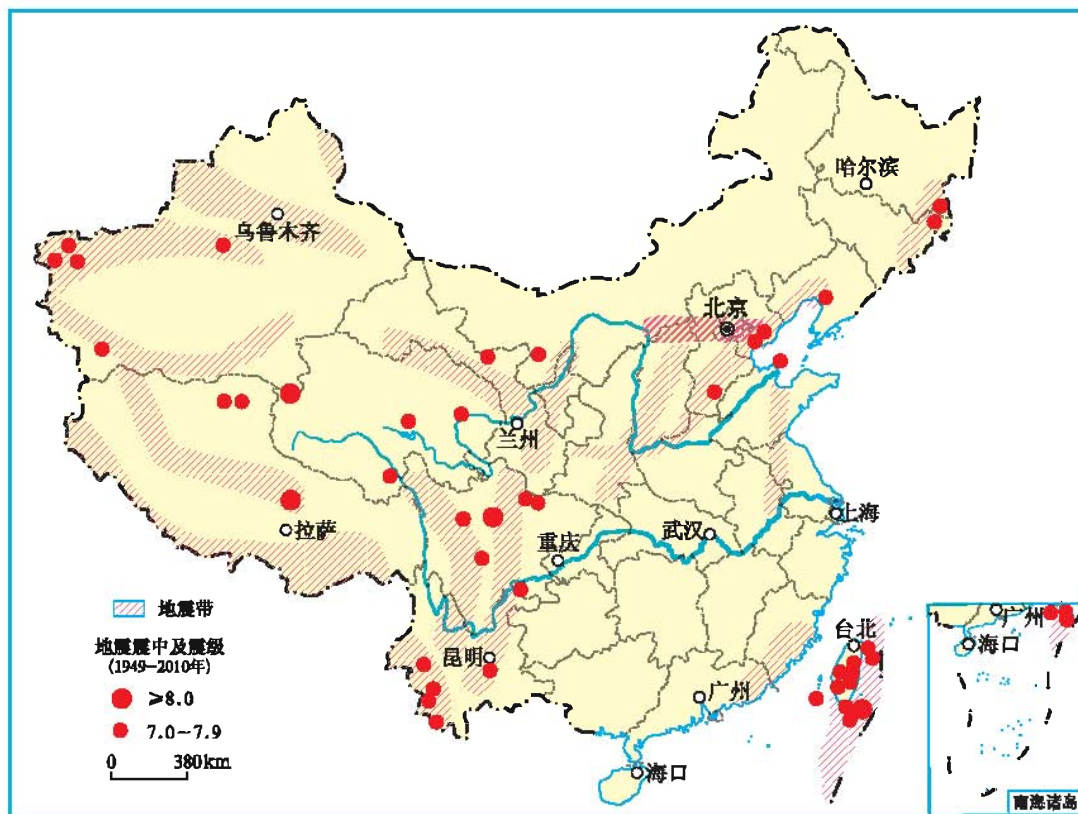 哈尔滨
乌鲁木齐
北京
兰州
拉萨
重庆
武汉
上海
昆明
台北
广州
海口
地震带
地震震中及震级
(1949-2010年)
≥8.0
7.0~7.9
0 380km
广州
海口
南海诸岛